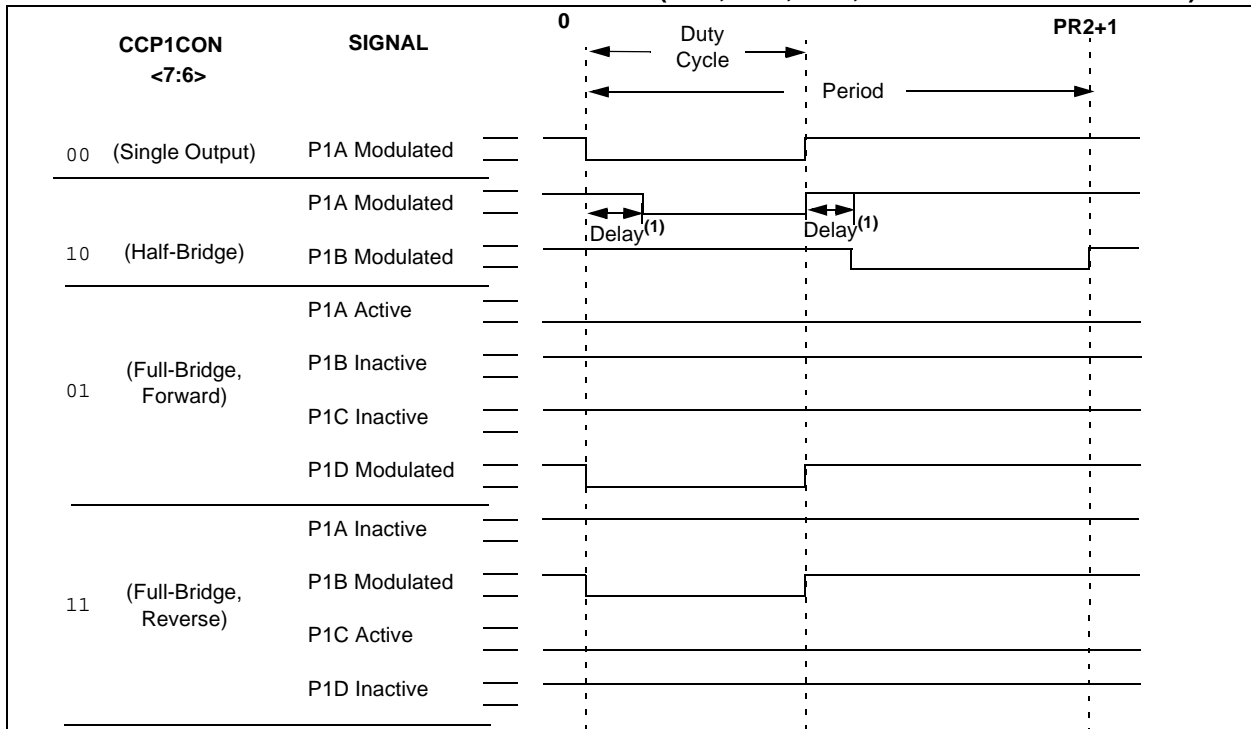 0
PR2+1
CCP1CON
<7:6>
SIGNAL
Duty
Cycle
Period
00 (Single Output) P1A Modulated
P1A Modulated
Delay(1) Delay(1)
10 (Half-Bridge) P1B Modulated
P1A Active
P1B Inactive
01 (Full-Bridge,
Forward)
P1C Inactive
P1D Modulated
P1A Inactive
P1B Modulated
11 (Full-Bridge,
Reverse)
P1C Active
P1D Inactive